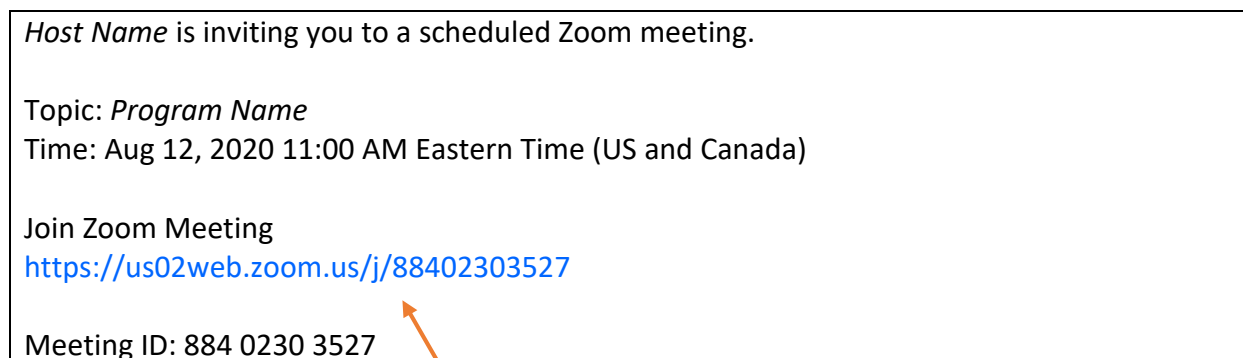 Host Name is inviting you to a scheduled Zoom meeting.
Topic: Program Name
Time: Aug 12, 2020 11:00 AM Eastern Time (US and Canada)
Join Zoom Meeting
https://us02web.zoom.us/j/88402303527
Meeting ID: 884 0230 3527